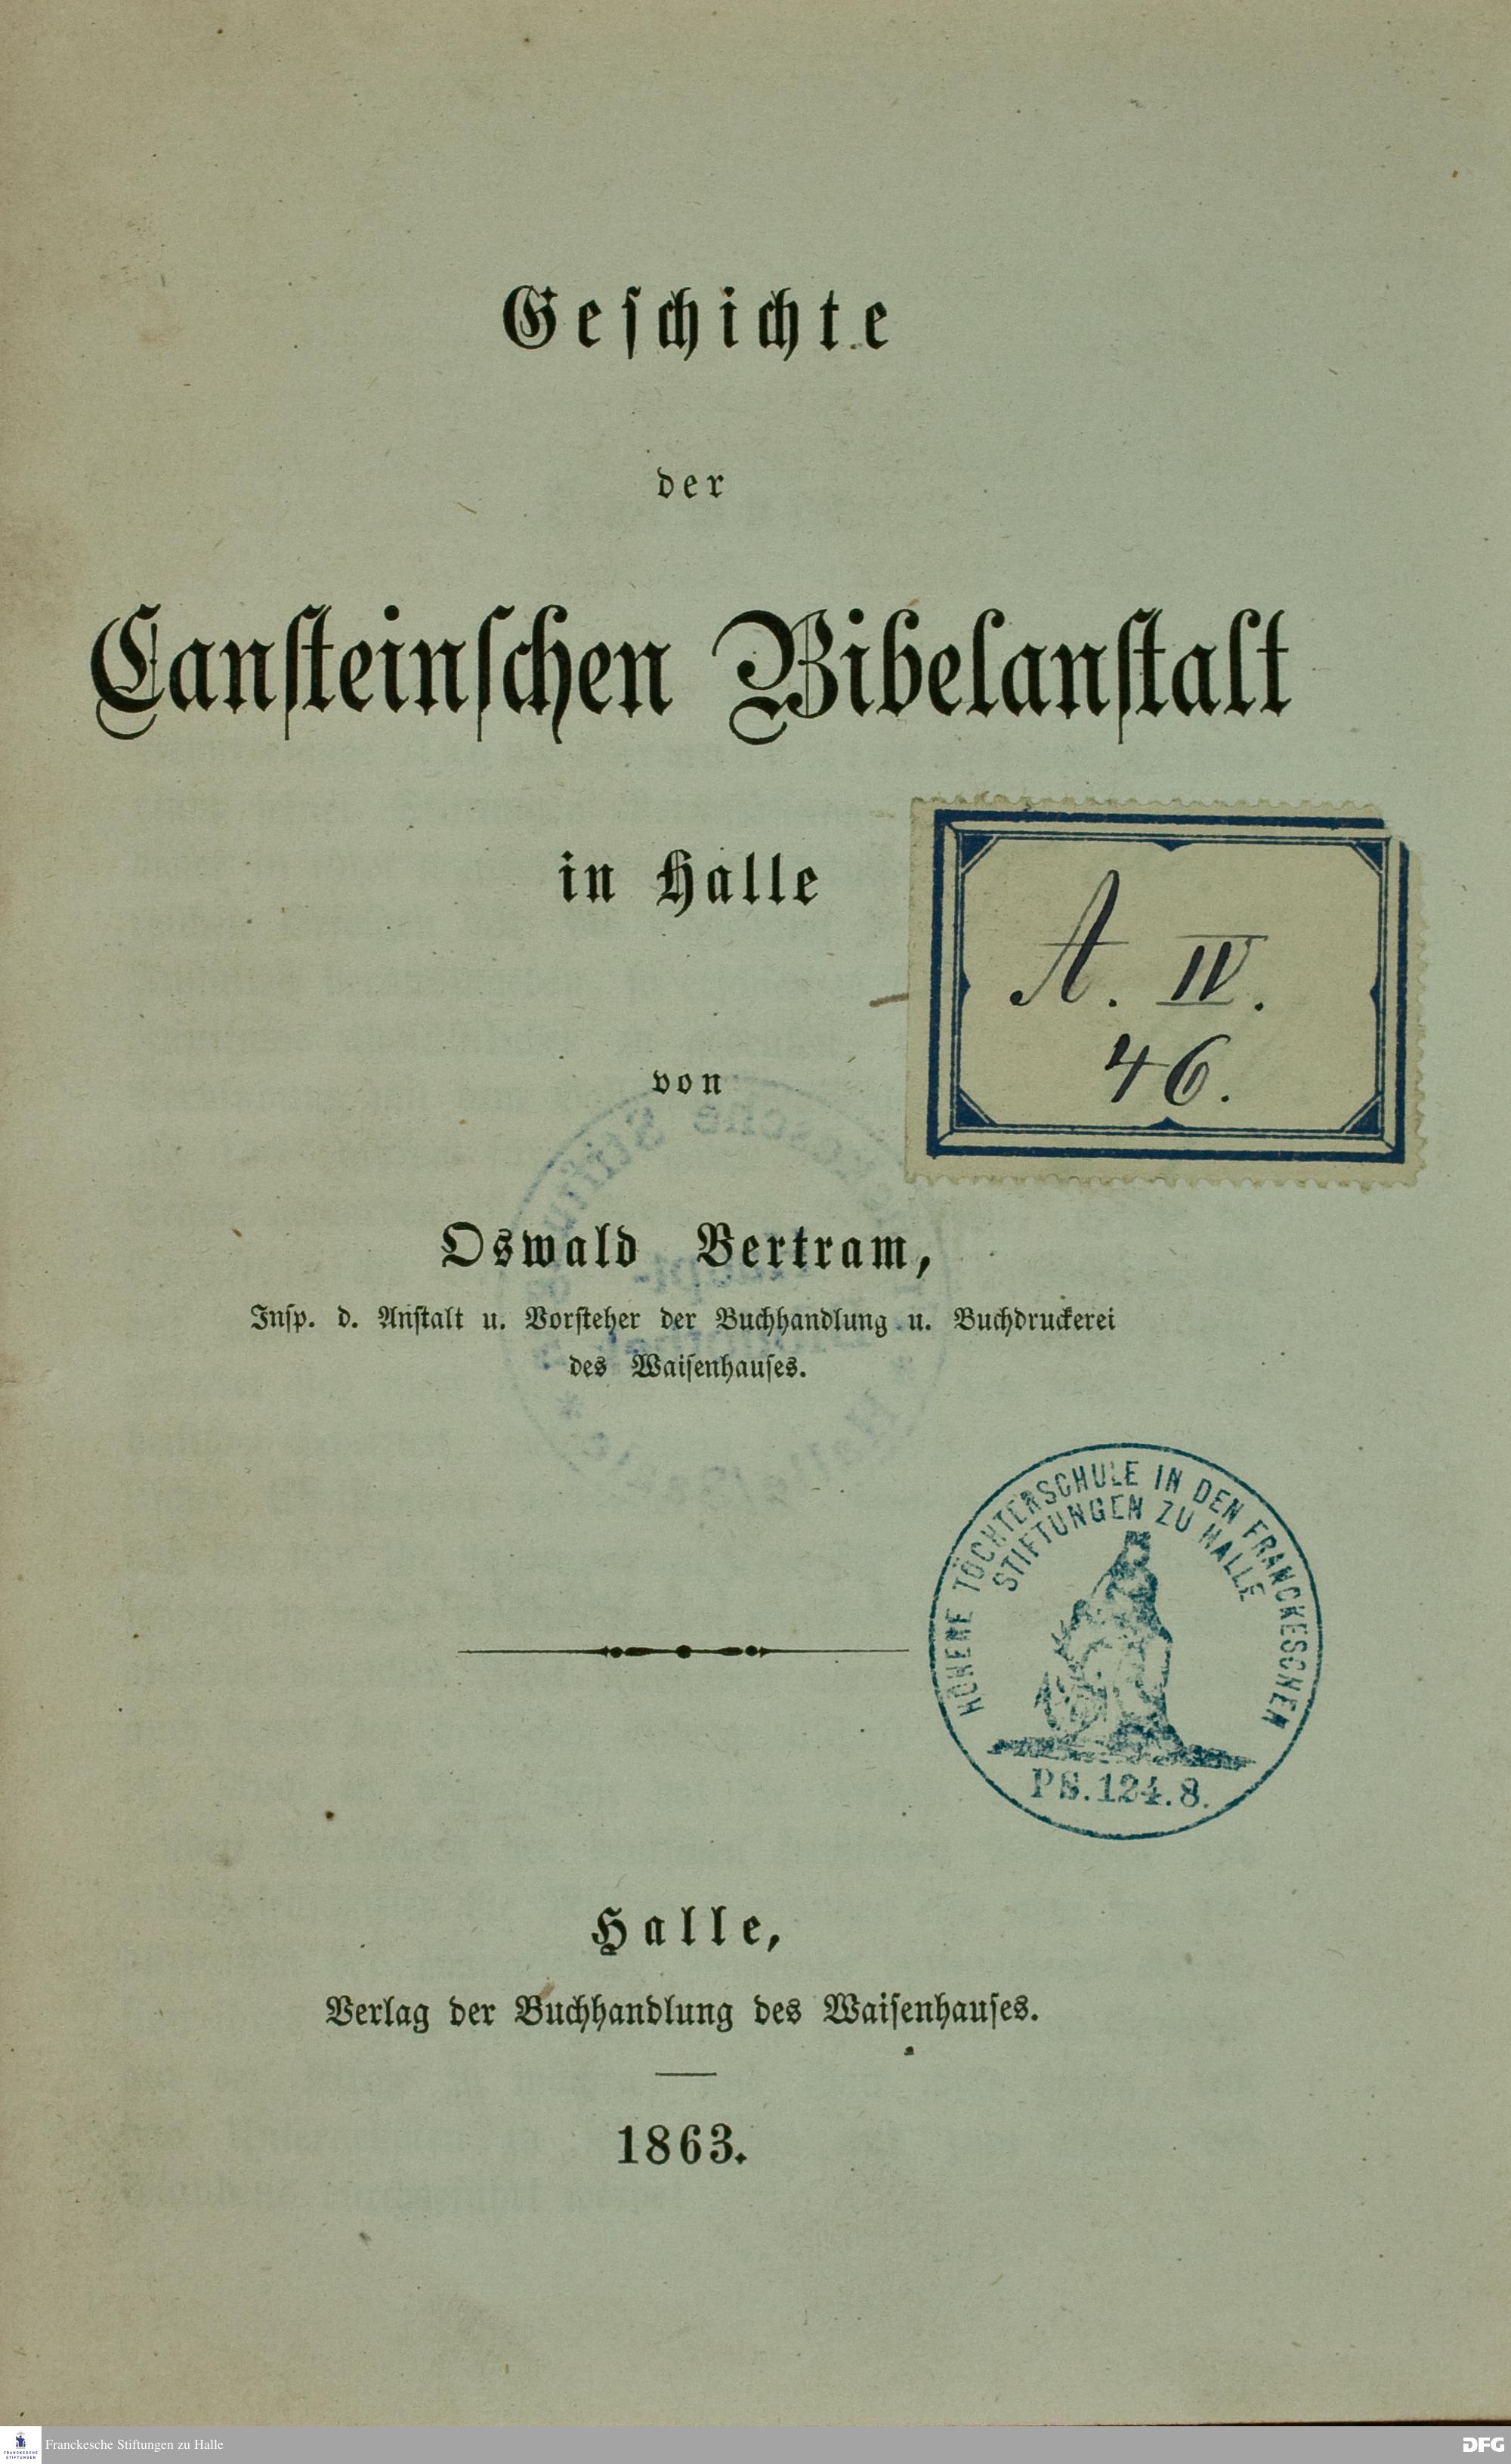 Geschichte
der
Cansteinschen Bibelanstalt
in Halle
A. IV.
46.
von
Oswald Bertram,
Insp. d. Anstalt u. Vorsteher der Buchhandlung u. Buchdruckerei
des Waisenhauses.
HÖHERE TÖCHTERSCHULE IN DEN FRANCKESCHEN
STIFTUNGEN ZU HALLE
PS. 124. 8.
Halle,
Verlag der Buchhandlung des Waisenhauses.
1863.
FRANCKESCHE
STIFTUNGEN
Franckesche Stiftungen zu Halle
DFG